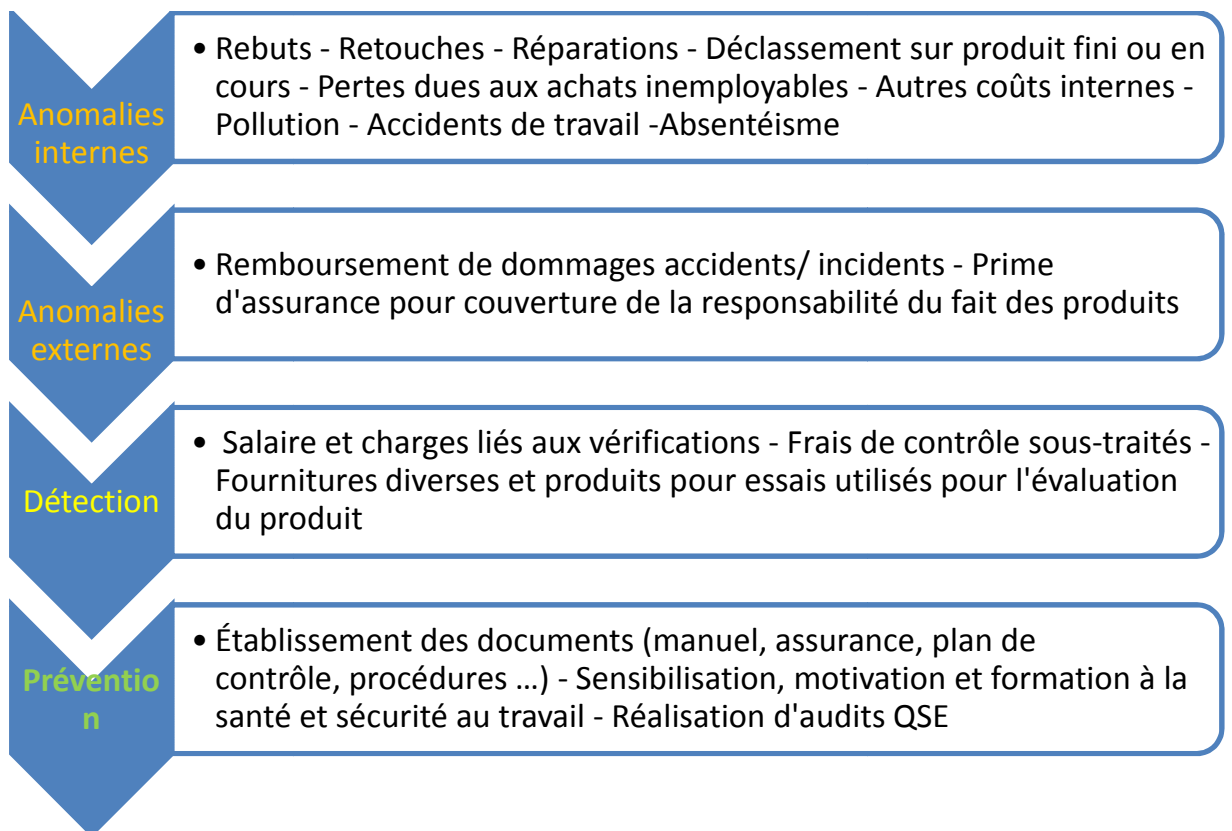 Anomalies
internes
• Rebuts - Retouches - Réparations - Déclassement sur produit fini ou en
cours - Pertes dues aux achats inemployables - Autres coûts internes -
Pollution - Accidents de travail -Absentéisme
Anomalies
externes
• Remboursement de dommages accidents/ incidents - Prime
d'assurance pour couverture de la responsabilité du fait des produits
Détection
• Salaire et charges liés aux vérifications - Frais de contrôle sous-traités -
Fournitures diverses et produits pour essais utilisés pour l'évaluation
du produit
Préventio
n
• Établissement des documents (manuel, assurance, plan de
contrôle, procédures ...) - Sensibilisation, motivation et formation à la
santé et sécurité au travail - Réalisation d'audits QSE